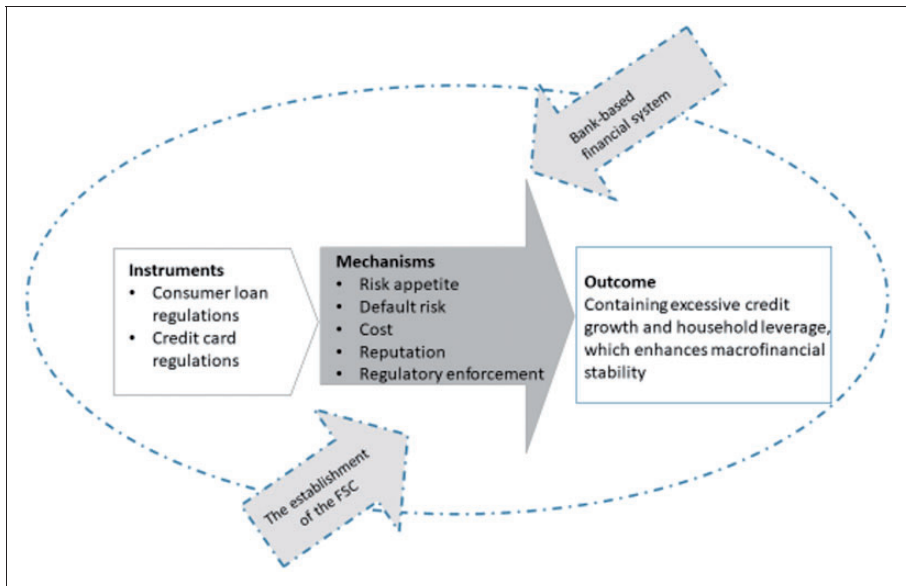 Bank-based
financial system
Instruments
• Consumer loan
regulations
• Credit card
regulations
Mechanisms
• Risk appetite
• Default risk
• Cost
• Reputation
• Regulatory enforcement
Outcome
Containing excessive credit
growth and household leverage,
which enhances macrofinancial
stability
The establishment
of the FSC